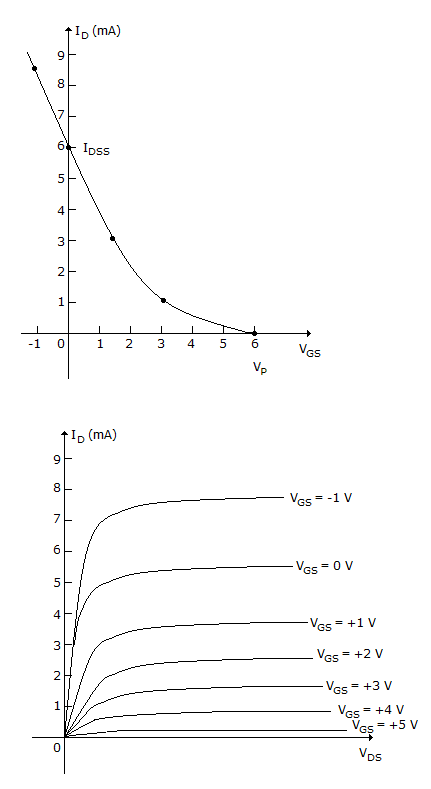 I_D (mA)
9
8
7
6 I_DSS
5
4
3
2
1
-1 0 1 2 3 4 5 6
V_GS
V_P
I_D (mA)
9
8
7
6
5
4
3
2
1
0
V_GS = -1 V
V_GS = 0 V
V_GS = +1 V
V_GS = +2 V
V_GS = +3 V
V_GS = +4 V
V_GS = +5 V
V_DS